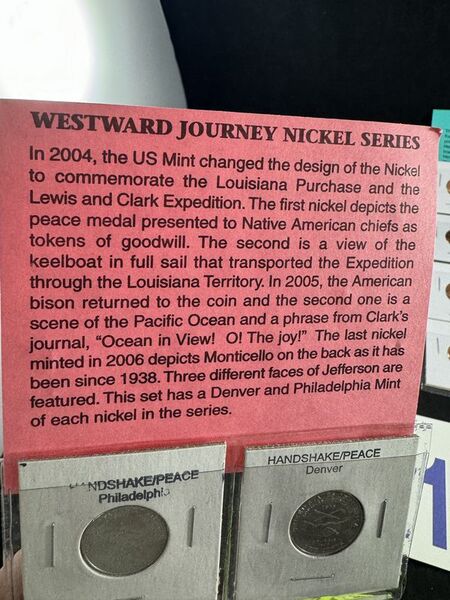 WESTWARD JOURNEY NICKEL SERIES
In 2004, the US Mint changed the design of the Nickel
to commemorate the Louisiana Purchase and the
Lewis and Clark Expedition. The first nickel depicts the
peace medal presented to Native American chiefs as
tokens of goodwill. The second is a view of the
keelboat in full sail that transported the Expedition
through the Louisiana Territory. In 2005, the American
bison returned to the coin and the second one is a
scene of the Pacific Ocean and a phrase from Clark's
journal, "Ocean in View! O! The joy!" The last nickel
minted in 2006 depicts Monticello on the back as it has
been since 1938. Three different faces of Jefferson are
featured. This set has a Denver and Philadelphia Mint
of each nickel in the series.
HANDSHAKE/PEACE
Philadelphia
HANDSHAKE/PEACE
Denver
1